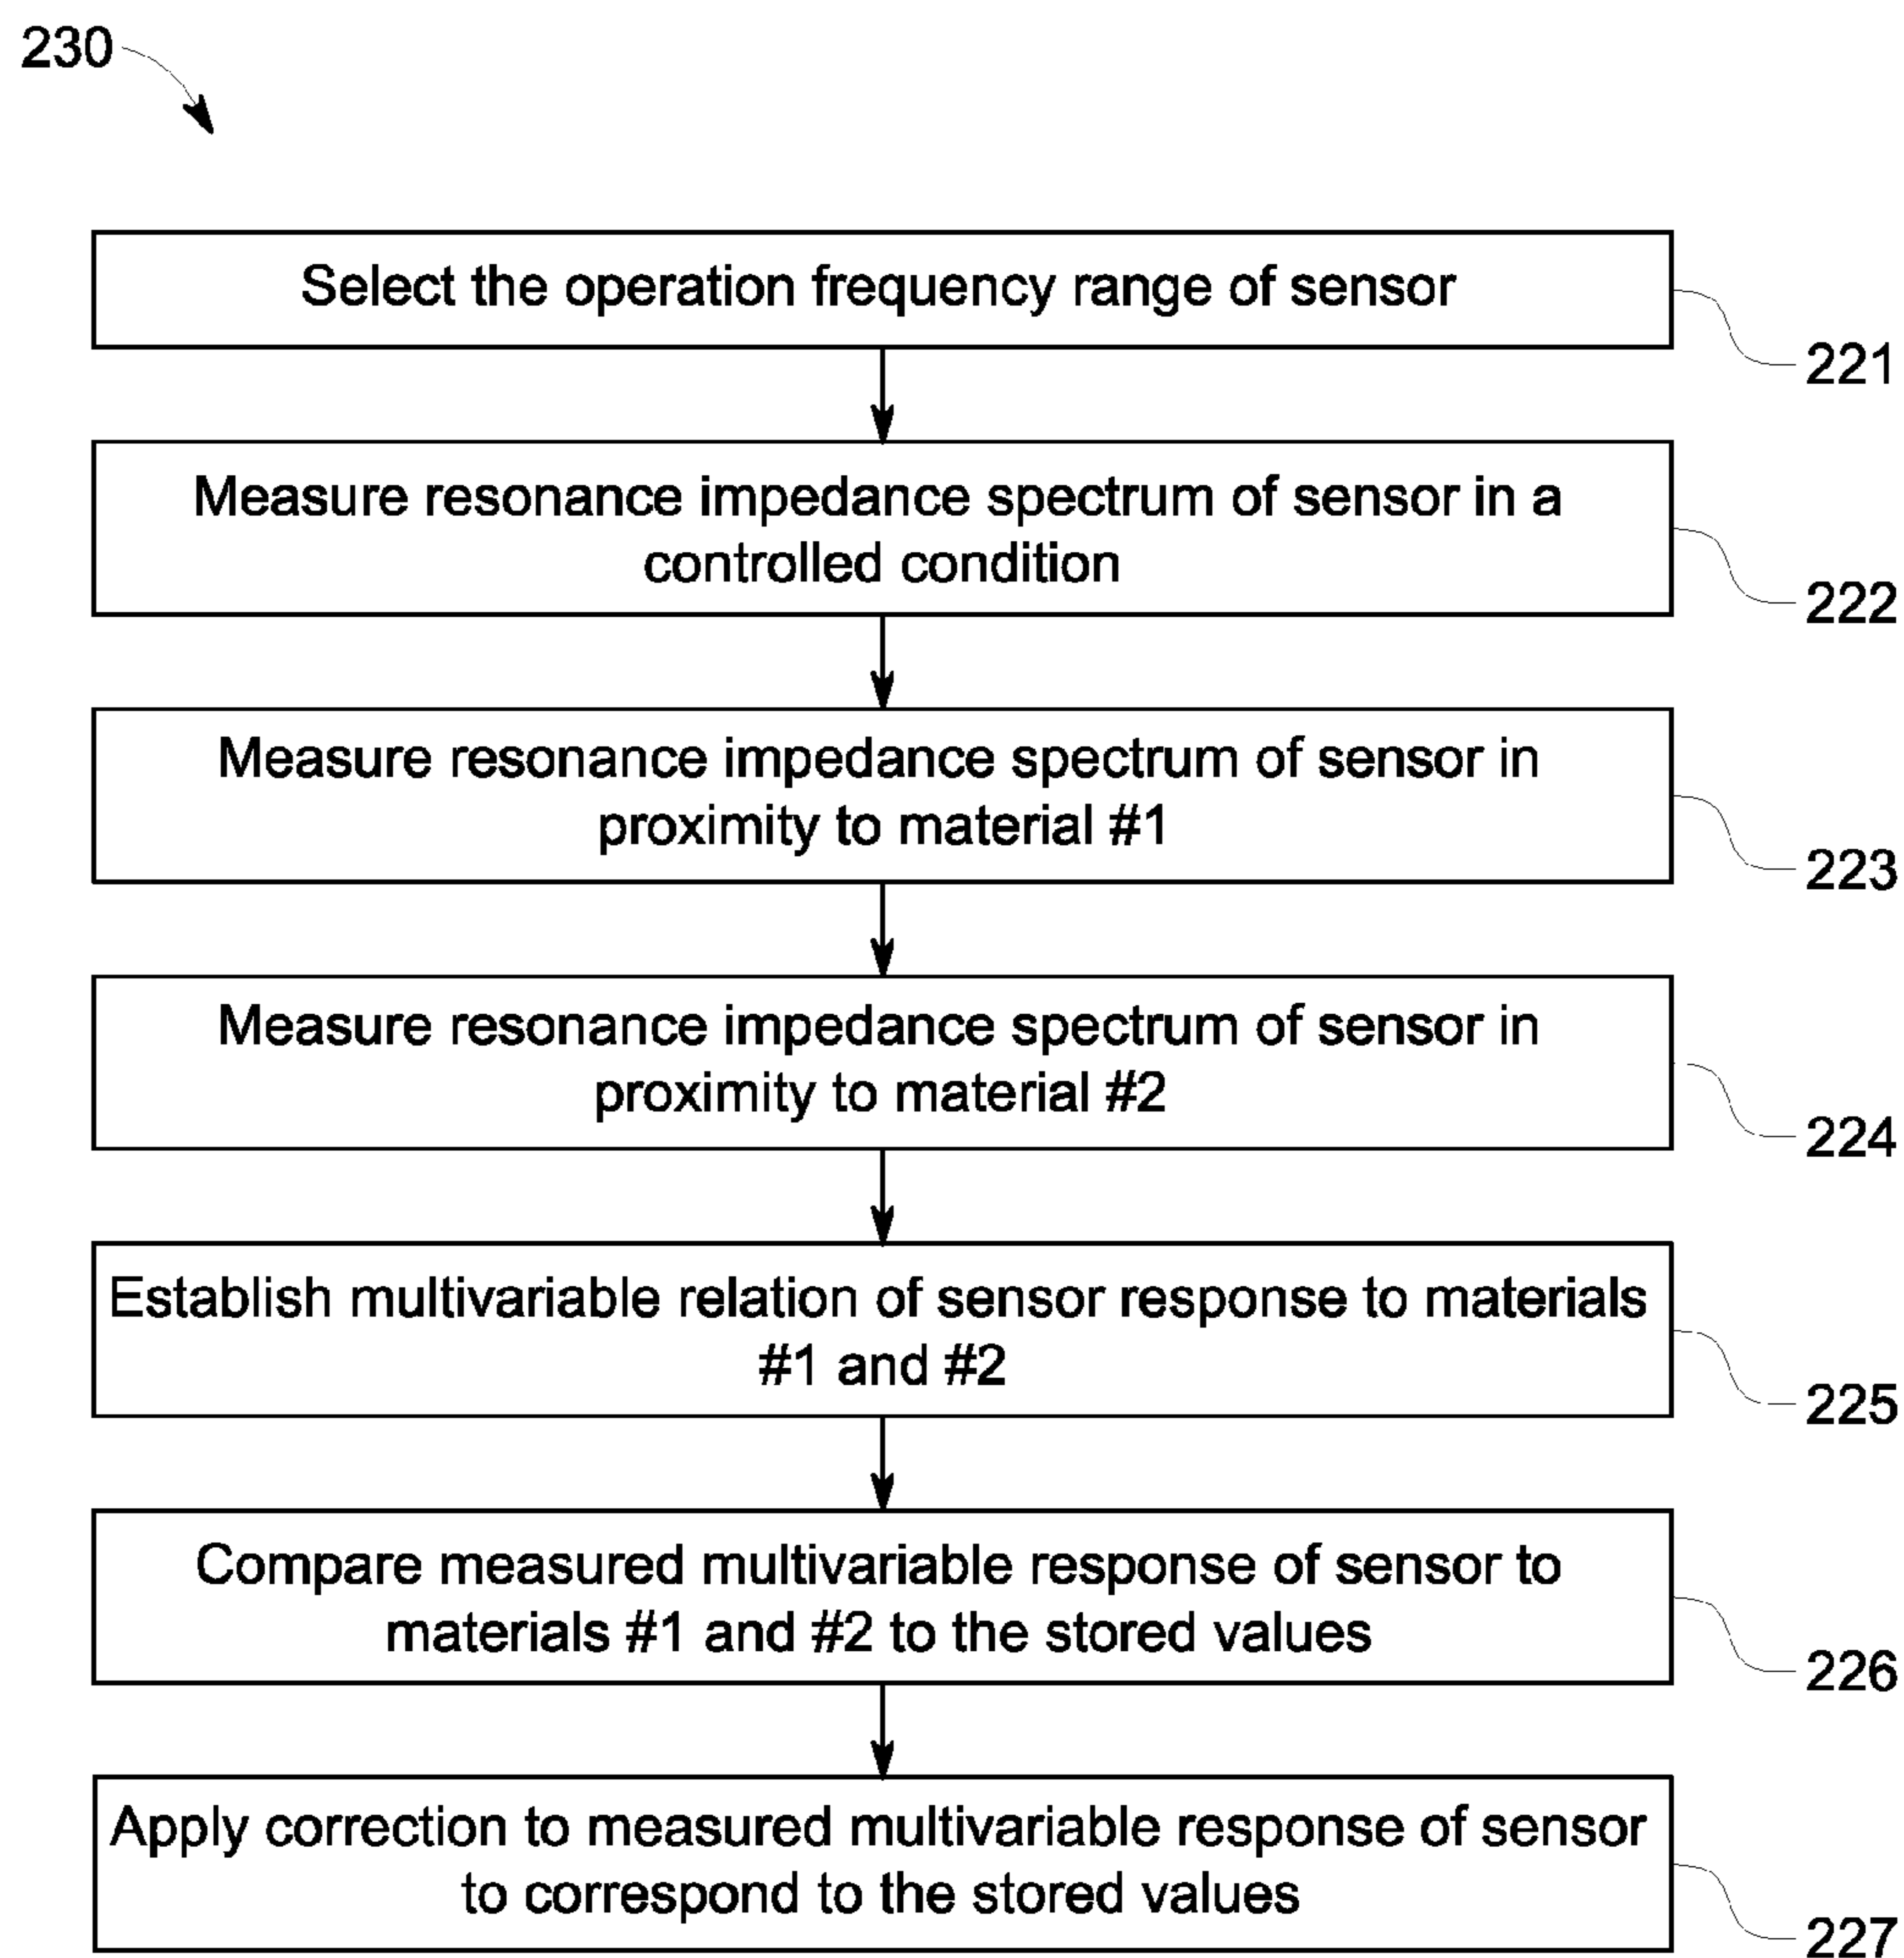 230
Select the operation frequency range of sensor
221
Measure resonance impedance spectrum of sensor in a
controlled condition
222
Measure resonance impedance spectrum of sensor in
proximity to material #1
223
Measure resonance impedance spectrum of sensor in
proximity to material #2
224
Establish multivariable relation of sensor response to materials
#1 and #2
225
Compare measured multivariable response of sensor to
materials #1 and #2 to the stored values
226
Apply correction to measured multivariable response of sensor
to correspond to the stored values
227